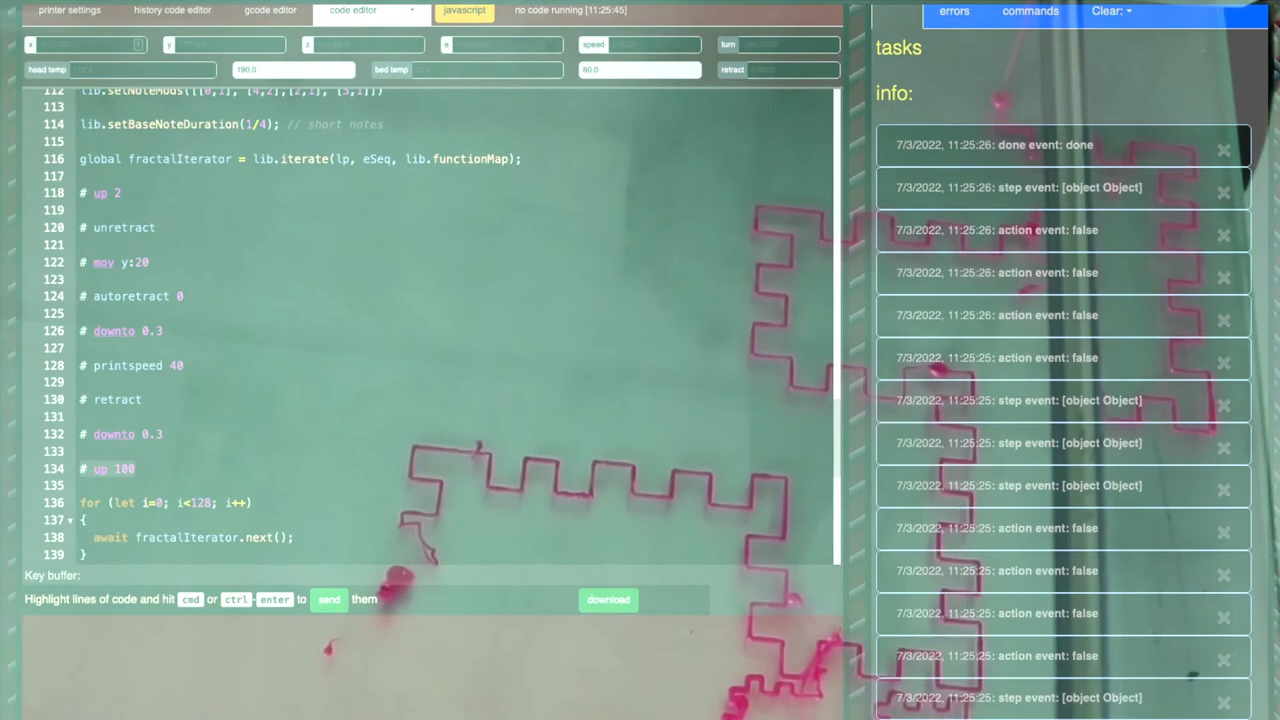 printer settings history code editor gcode editor code editor javascript no code running [11:25:45]
x y z e speed turn
head temp 190.0 bed temp 60.0 retract
112 lib.setNoteMods([[0,1], [4,2],[2,1], [5,1]])
113
114 lib.setBaseNoteDuration(1/4); // short notes
115
116 global fractalIterator = lib.iterate(lp, eSeq, lib.functionMap);
117
118 # up 2
119
120 # unretract
121
122 # mov y:20
123
124 # autoretract 0
125
126 # downto 0.3
127
128 # printspeed 40
129
130 # retract
131
132 # downto 0.3
133
134 # up 100
135
136 for (let i=0; i<128; i++)
137 {
138 await fractalIterator.next();
139 }
Key buffer:
Highlight lines of code and hit cmd or ctrl-enter to send them download
errors commands Clear:
tasks
info:
7/3/2022, 11:25:26: done event: done
7/3/2022, 11:25:26: step event: [object Object]
7/3/2022, 11:25:26: action event: false
7/3/2022, 11:25:26: action event: false
7/3/2022, 11:25:26: action event: false
7/3/2022, 11:25:25: action event: false
7/3/2022, 11:25:25: step event: [object Object]
7/3/2022, 11:25:25: step event: [object Object]
7/3/2022, 11:25:25: step event: [object Object]
7/3/2022, 11:25:25: action event: false
7/3/2022, 11:25:25: action event: false
7/3/2022, 11:25:25: action event: false
7/3/2022, 11:25:25: action event: false
7/3/2022, 11:25:25: step event: [object Object]